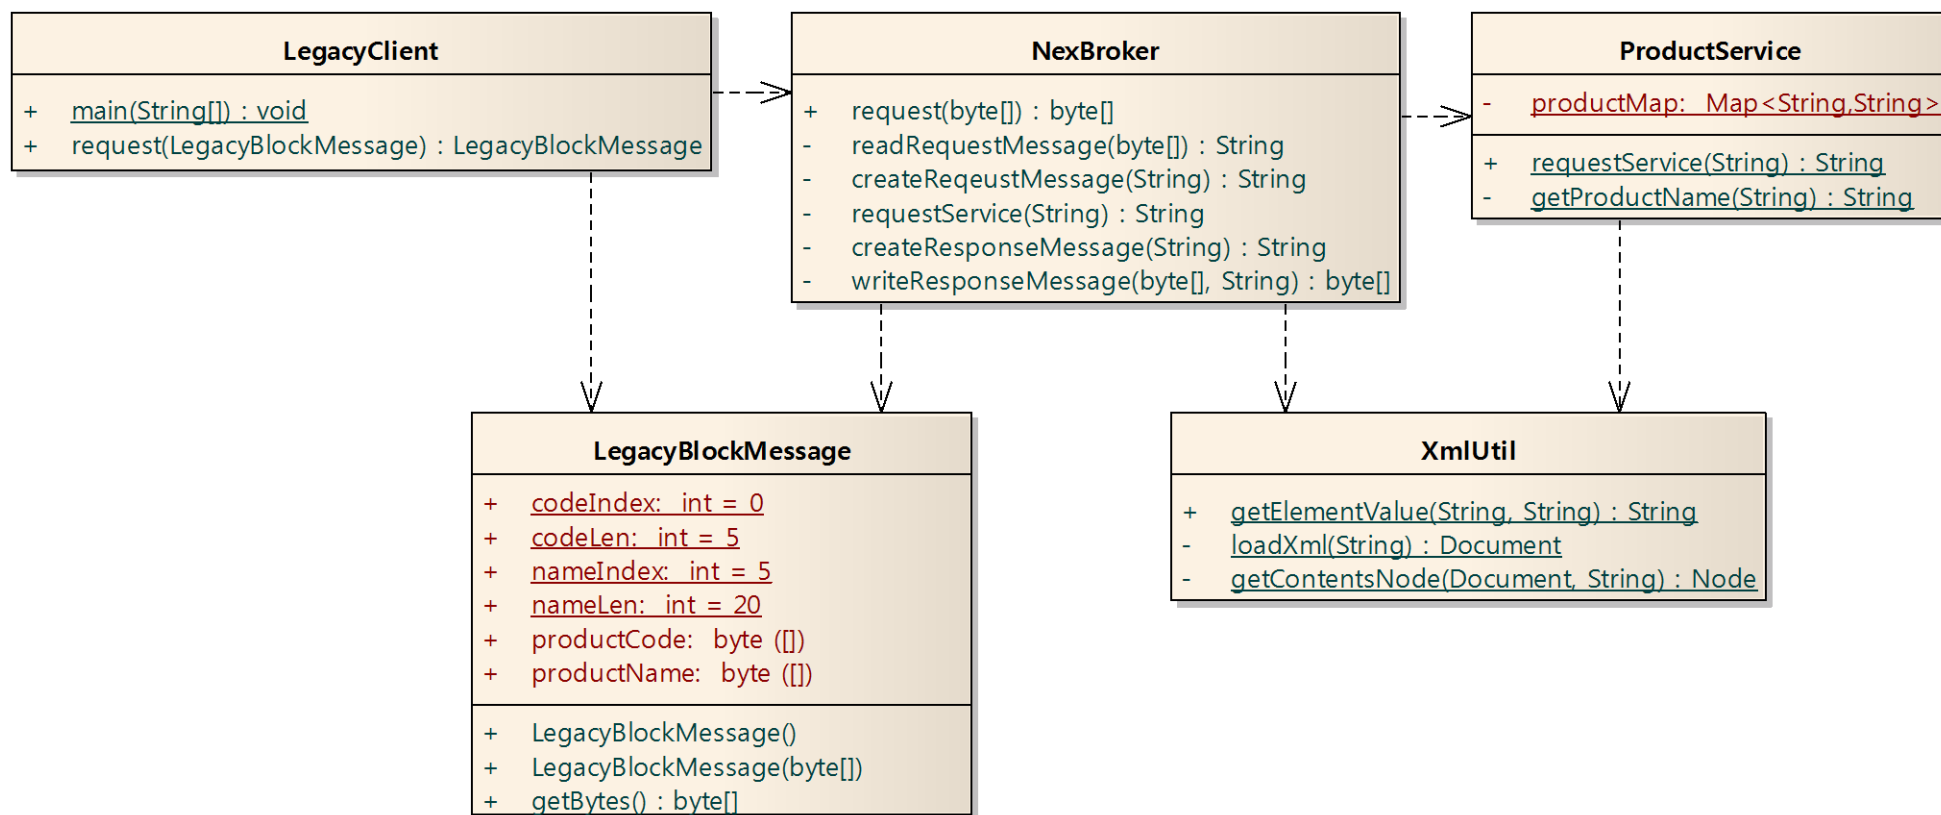 LegacyClient
+ main(String[]) : void
+ request(LegacyBlockMessage) : LegacyBlockMessage
NexBroker
+ request(byte[]) : byte[]
- readRequestMessage(byte[]) : String
- createReqeustMessage(String) : String
- requestService(String) : String
- createResponseMessage(String) : String
- writeResponseMessage(byte[], String) : byte[]
ProductService
- productMap: Map<String,String>
+ requestService(String) : String
- getProductName(String) : String
LegacyBlockMessage
+ codeIndex: int = 0
+ codeLen: int = 5
+ nameIndex: int = 5
+ nameLen: int = 20
+ productCode: byte ([])
+ productName: byte ([])
+ LegacyBlockMessage()
+ LegacyBlockMessage(byte[])
+ getBytes() : byte[]
XmlUtil
+ getElementValue(String, String) : String
- loadXml(String) : Document
- getContentsNode(Document, String) : Node